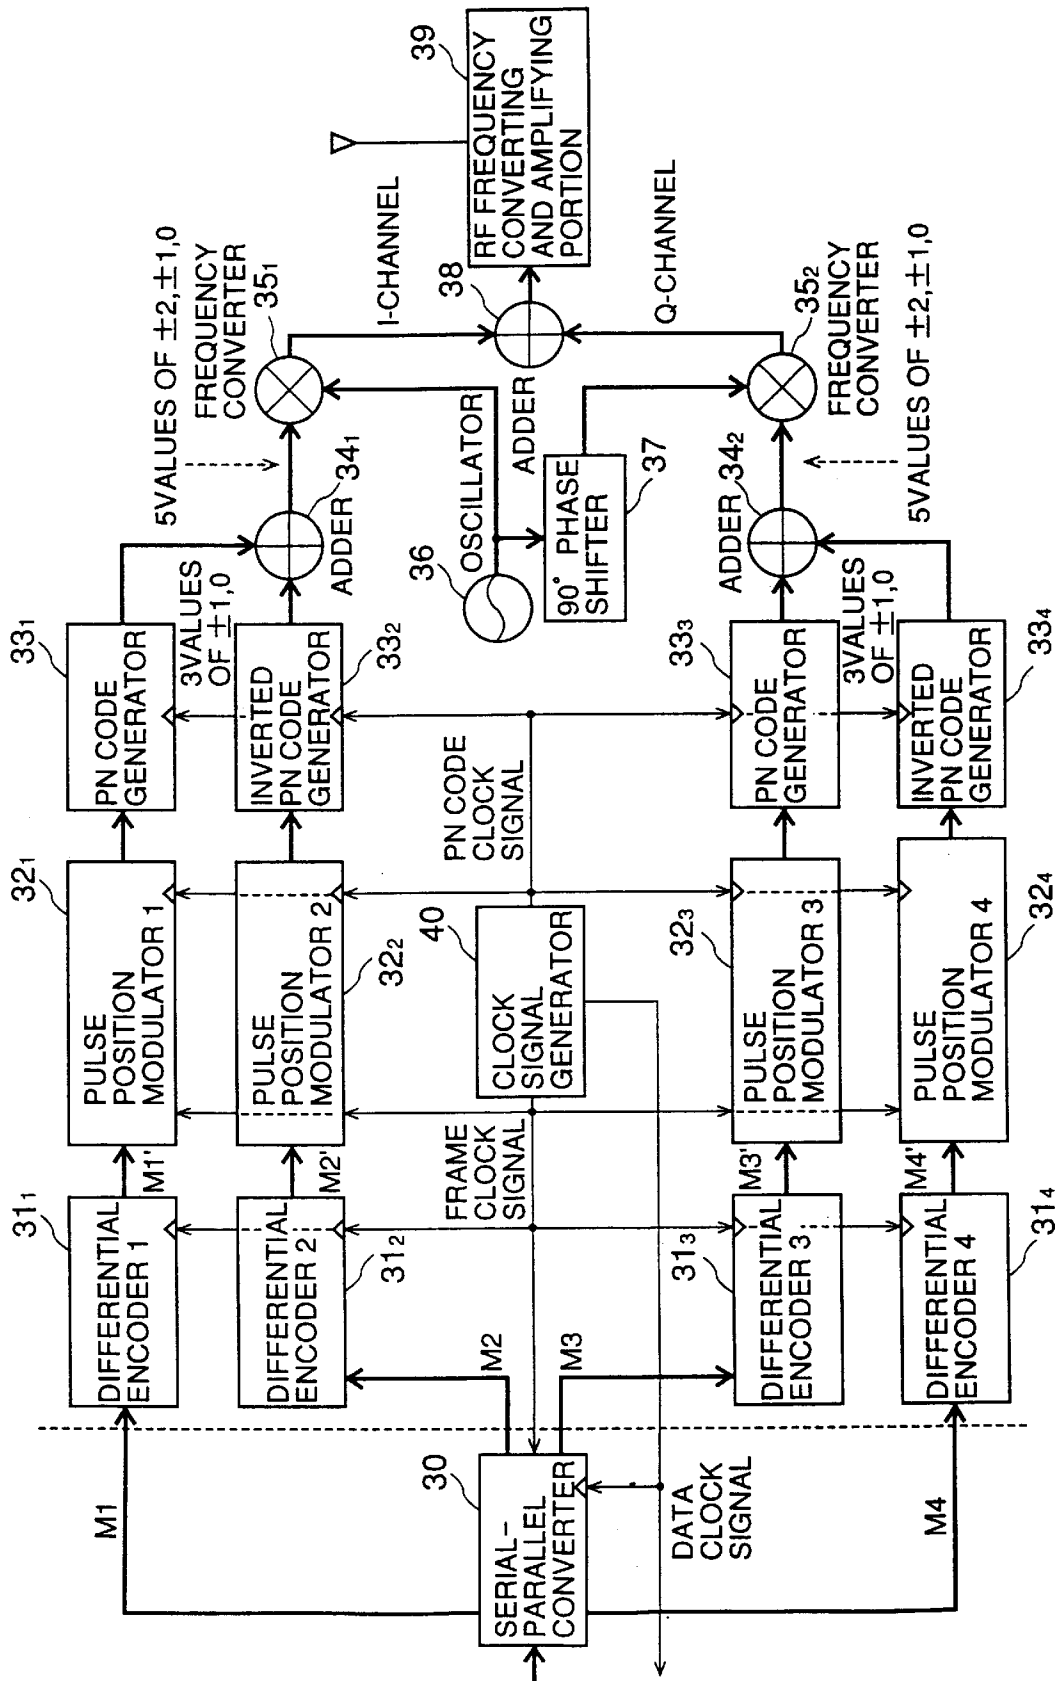 SERIAL-
PARALLEL
CONVERTER
30
M1
M2
M3
M4
DATA
CLOCK
SIGNAL
DIFFERENTIAL
ENCODER 1
31₁
DIFFERENTIAL
ENCODER 2
31₂
DIFFERENTIAL
ENCODER 3
31₃
DIFFERENTIAL
ENCODER 4
31₄
M1'
M2'
M3'
M4'
FRAME
CLOCK
SIGNAL
PULSE
POSITION
MODULATOR 1
32₁
PULSE
POSITION
MODULATOR 2
32₂
CLOCK
SIGNAL
GENERATOR
40
PULSE
POSITION
MODULATOR 3
32₃
PULSE
POSITION
MODULATOR 4
32₄
PN CODE
CLOCK
SIGNAL
PN CODE
GENERATOR
33₁
INVERTED
PN CODE
GENERATOR
33₂
PN CODE
GENERATOR
33₃
INVERTED
PN CODE
GENERATOR
33₄
3VALUES
OF ±1,0
3VALUES
OF ±1,0
ADDER
34₁
ADDER
34₂
36
OSCILLATOR
90° PHASE
SHIFTER
37
5VALUES OF ±2,±1,0
5VALUES OF ±2,±1,0
FREQUENCY
CONVERTER
35₁
FREQUENCY
CONVERTER
35₂
I-CHANNEL
Q-CHANNEL
ADDER
38
RF FREQUENCY
CONVERTING
AND AMPLIFYING
PORTION
39